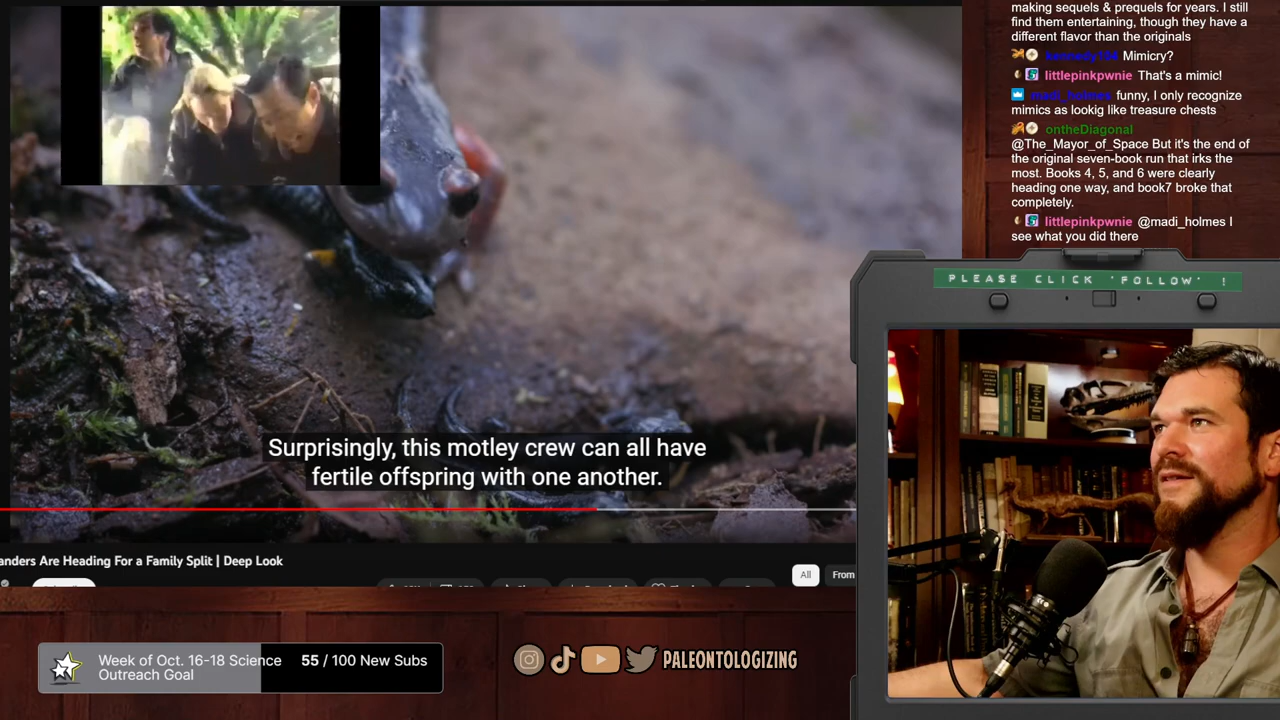 making sequels & prequels for years. I still
find them entertaining, though they have a
different flavor than the originals
kennedy106 Mimicry?
littlepinkpwnie That's a mimic!
madi_holmes funny, I only recognize
mimics as lookig like treasure chests
ontheDiagonal
@The_Mayor_of_Space But it's the end of
the original seven-book run that irks the
most. Books 4, 5, and 6 were clearly
heading one way, and book7 broke that
completely.
littlepinkpwnie @madi_holmes I
see what you did there
PLEASE CLICK 'FOLLOW' !
Surprisingly, this motley crew can all have
fertile offspring with one another.
anders Are Heading For a Family Split | Deep Look
All From
Week of Oct. 16-18 Science
Outreach Goal
55 / 100 New Subs
PALEONTOLOGIZING